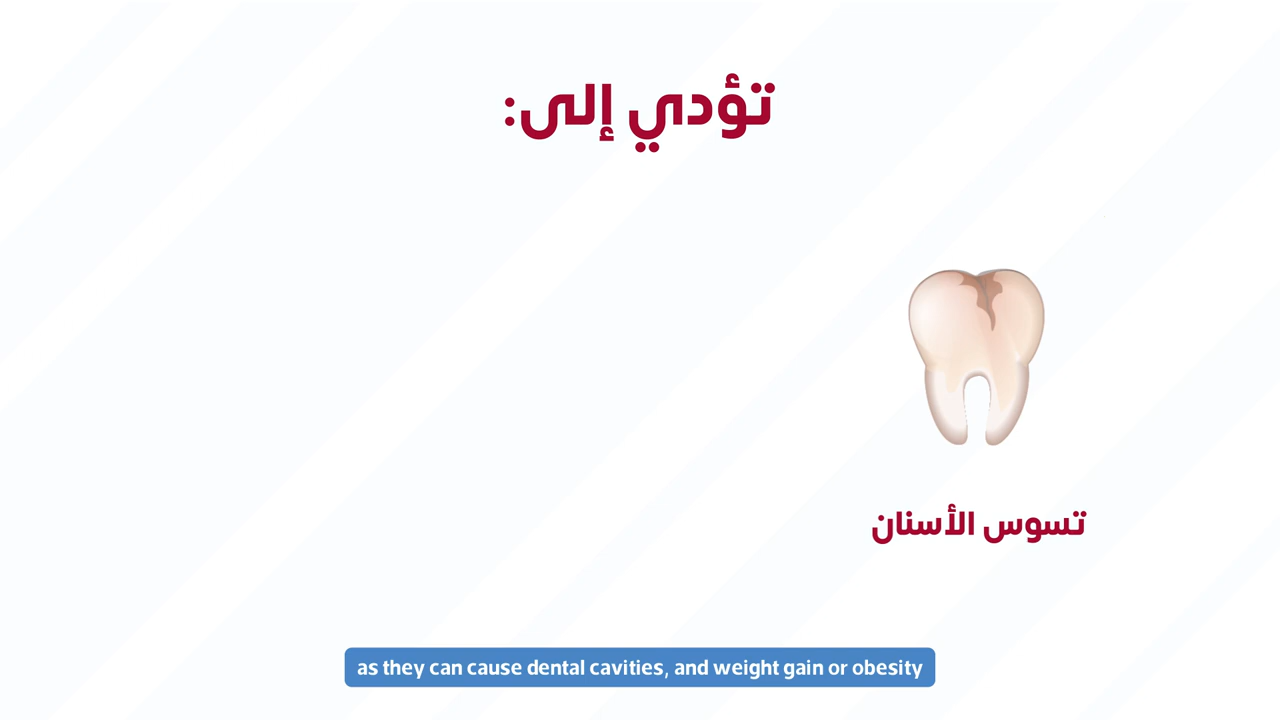 تؤدي إلى:
تسوس الأسنان
as they can cause dental cavities, and weight gain or obesity